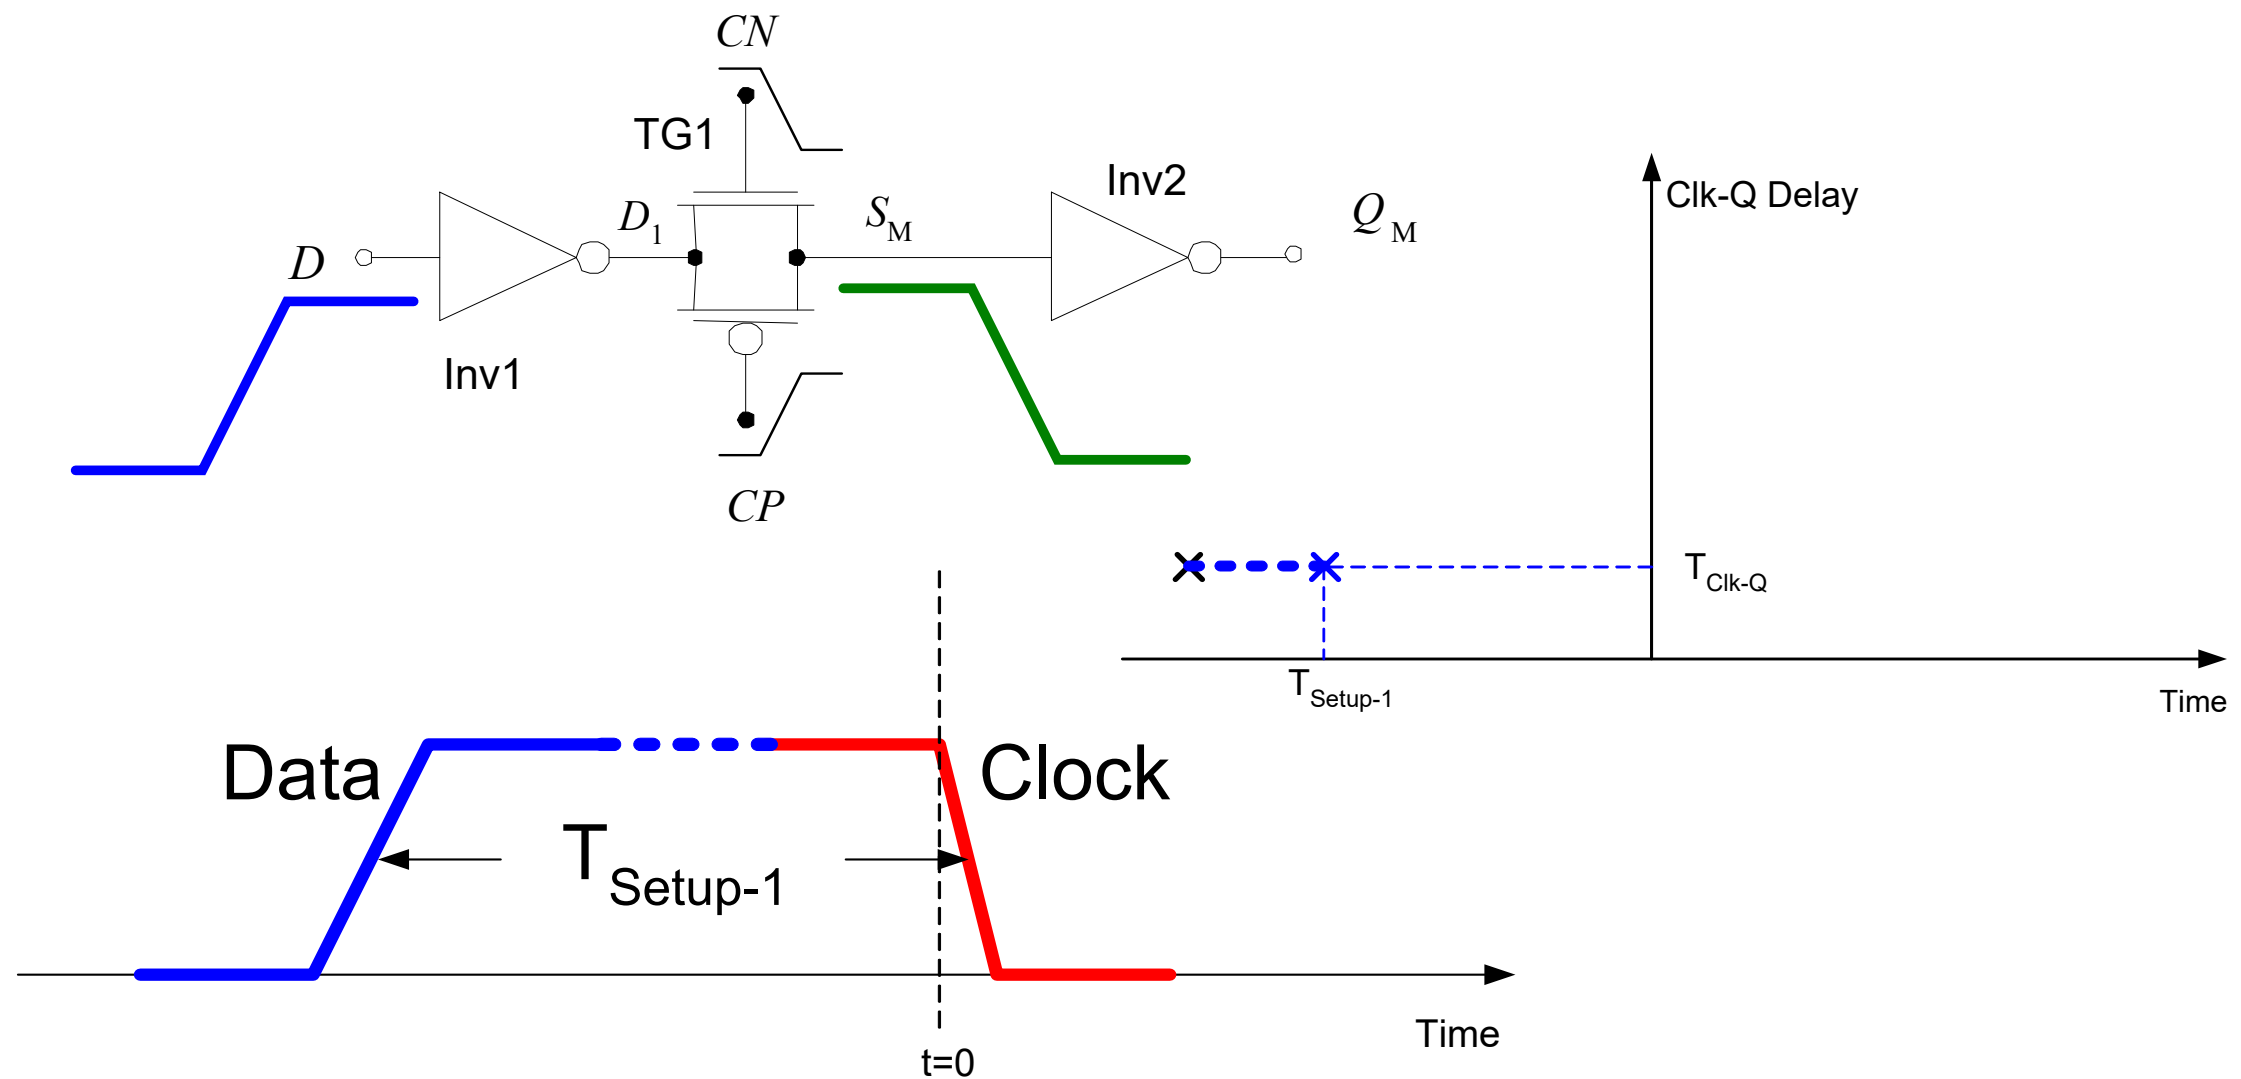 CN
TG1
Inv2
Clk-Q Delay
D
D1
SM
QM
Inv1
CP
TClk-Q
TSetup-1
Time
Data
Clock
TSetup-1
Time
t=0